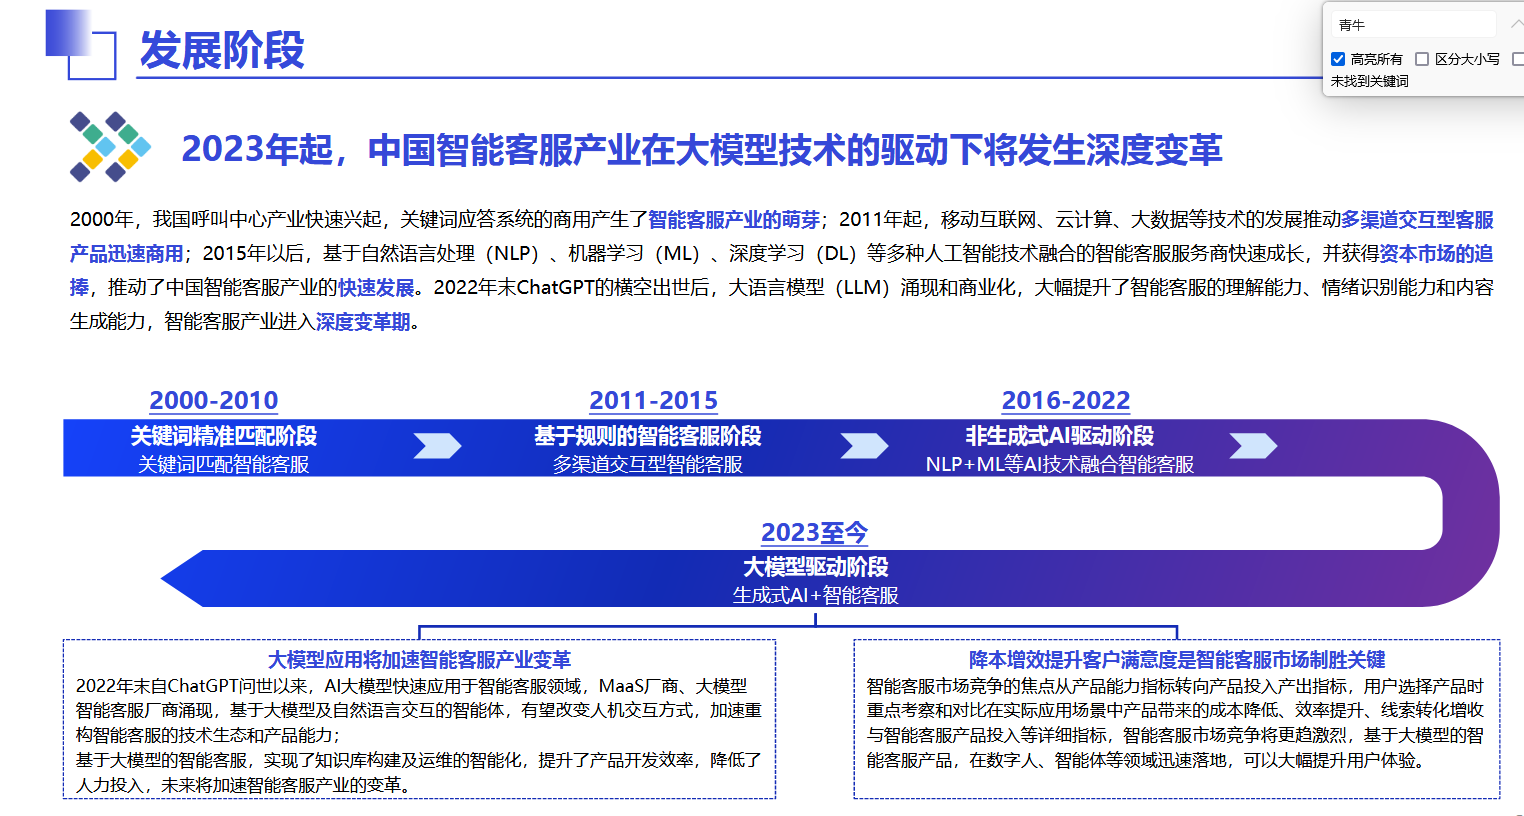 发展阶段
青牛
高亮所有 区分大小写
未找到关键词
2023年起，中国智能客服产业在大模型技术的驱动下将发生深度变革
2000年，我国呼叫中心产业快速兴起，关键词应答系统的商用产生了智能客服产业的萌芽；2011年起，移动互联网、云计算、大数据等技术的发展推动多渠道交互型客服
产品迅速商用；2015年以后，基于自然语言处理（NLP）、机器学习（ML）、深度学习（DL）等多种人工智能技术融合的智能客服服务商快速成长，并获得资本市场的追
捧，推动了中国智能客服产业的快速发展。2022年末ChatGPT的横空出世后，大语言模型（LLM）涌现和商业化，大幅提升了智能客服的理解能力、情绪识别能力和内容
生成能力，智能客服产业进入深度变革期。
2000-2010
关键词精准匹配阶段
关键词匹配智能客服
2011-2015
基于规则的智能客服阶段
多渠道交互型智能客服
2016-2022
非生成式AI驱动阶段
NLP+ML等AI技术融合智能客服
2023至今
大模型驱动阶段
生成式AI+智能客服
大模型应用将加速智能客服产业变革
2022年末自ChatGPT问世以来，AI大模型快速应用于智能客服领域，MaaS厂商、大模型
智能客服厂商涌现，基于大模型及自然语言交互的智能体，有望改变人机交互方式，加速重
构智能客服的技术生态和产品能力；
基于大模型的智能客服，实现了知识库构建及运维的智能化，提升了产品开发效率，降低了
人力投入，未来将加速智能客服产业的变革。
降本增效提升客户满意度是智能客服市场制胜关键
智能客服市场竞争的焦点从产品能力指标转向产品投入产出指标，用户选择产品时
重点考察和对比在实际应用场景中产品带来的成本降低、效率提升、线索转化增收
与智能客服产品投入等详细指标，智能客服市场竞争将更趋激烈，基于大模型的智
能客服产品，在数字人、智能体等领域迅速落地，可以大幅提升用户体验。